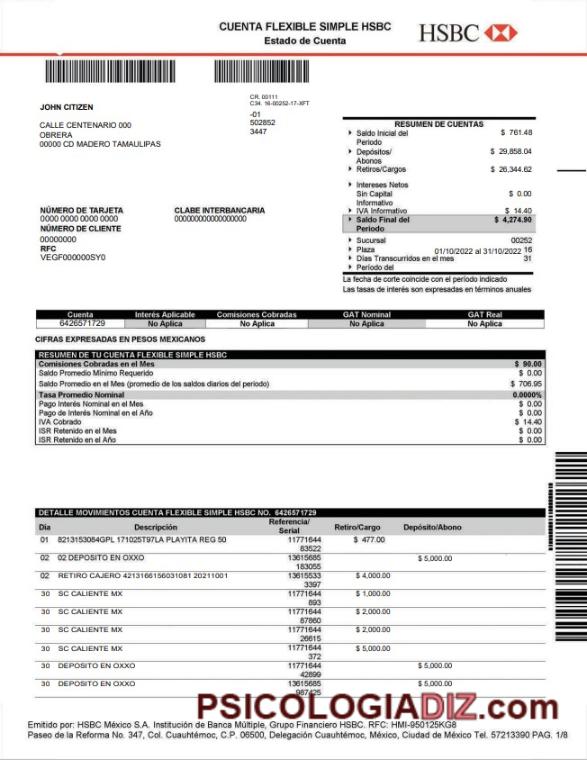 CUENTA FLEXIBLE SIMPLE HSBC
Estado de Cuenta
HSBC
CR. 00111
C34. 16-00252-17-XFT
-01
502852
3447
JOHN CITIZEN
CALLE CENTENARIO 000
OBRERA
00000 CD MADERO TAMAULIPAS
RESUMEN DE CUENTAS
Saldo Inicial del Periodo $ 761.48
Depósitos/ Abonos $ 29,858.04
Retiros/Cargos $ 26,344.62
Intereses Netos
Sin Capital $ 0.00
Informativo
IVA Informativo $ 14.40
Saldo Final del Periodo $ 4,274.90
Sucursal 00252
Plaza 16
01/10/2022 al 31/10/2022
Días Transcurridos en el mes 31
Período del
La fecha de corte coincide con el período indicado
Las tasas de interés son expresadas en términos anuales
NÚMERO DE TARJETA
0000 0000 0000 0000
NÚMERO DE CLIENTE
00000000
RFC
VEGF000000SY0
CLABE INTERBANCARIA
000000000000000000
Cuenta Interés Aplicable Comisiones Cobradas GAT Nominal GAT Real
6426571729 No Aplica No Aplica No Aplica No Aplica
CIFRAS EXPRESADAS EN PESOS MEXICANOS
RESUMEN DE TU CUENTA FLEXIBLE SIMPLE HSBC
Comisiones Cobradas en el Mes $ 90.00
Saldo Promedio Mínimo Requerido $ 0.00
Saldo Promedio en el Mes (promedio de los saldos diarios del período) $ 706.95
Tasa Promedio Nominal 0.0000%
Pago Interés Nominal en el Mes $ 0.00
Pago de Interés Nominal en el Año $ 0.00
IVA Cobrado $ 14.40
ISR Retenido en el Mes $ 0.00
ISR Retenido en el Año $ 0.00
DETALLE MOVIMIENTOS CUENTA FLEXIBLE SIMPLE HSBC NO. 6426571729
Día Descripción Referencia/ Serial Retiro/Cargo Depósito/Abono
01 8213153084GPL 171025T97LA PLAYITA REG 50 11771644 $ 477.00
83522
02 02 DEPOSITO EN OXXO 13615685 $ 5,000.00
183055
02 RETIRO CAJERO 4213166156031081 20211001 13615533 $ 4,000.00
3397
30 SC CALIENTE MX 11771644 $ 1,000.00
893
30 SC CALIENTE MX 11771644 $ 2,000.00
87860
30 SC CALIENTE MX 11771644 $ 2,000.00
26615
30 SC CALIENTE MX 11771644 $ 5,000.00
372
30 DEPOSITO EN OXXO 11771644 $ 5,000.00
42899
30 DEPOSITO EN OXXO 13615685 $ 5,000.00
987425
PSICOLOGIADIZ.com
Emitido por: HSBC México S.A. Institución de Banca Múltiple, Grupo Financiero HSBC. RFC: HMI-950125KG8
Paseo de la Reforma No. 347, Col. Cuauhtémoc, C.P. 06500, Delegación Cuauhtémoc, México, Ciudad de México Tel. 57213390 PAG. 1/8